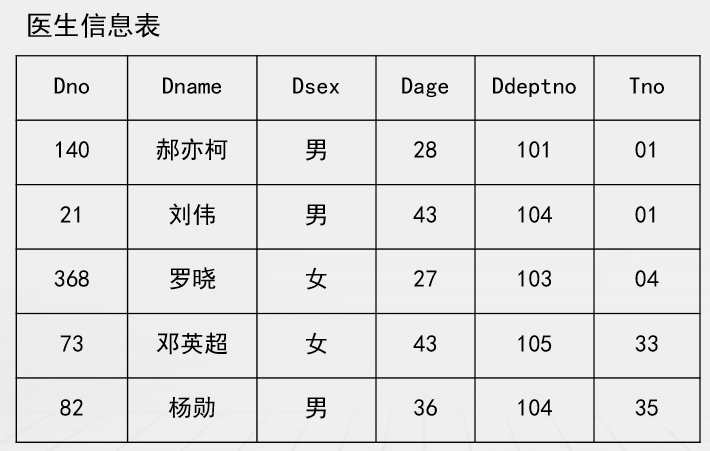 医生信息表
Dno Dname Dsex Dage Ddeptno Tno
140 郝亦柯 男 28 101 01
21 刘伟 男 43 104 01
368 罗晓 女 27 103 04
73 邓英超 女 43 105 33
82 杨勋 男 36 104 35